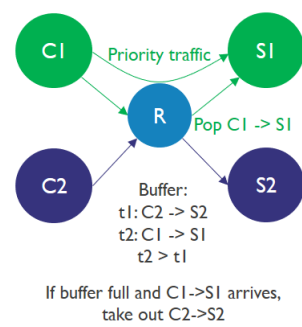 C1
S1
Priority traffic
R
Pop C1 -> S1
C2
S2
Buffer:
t1: C2 -> S2
t2: C1 -> S1
t2 > t1
If buffer full and C1->S1 arrives,
take out C2->S2